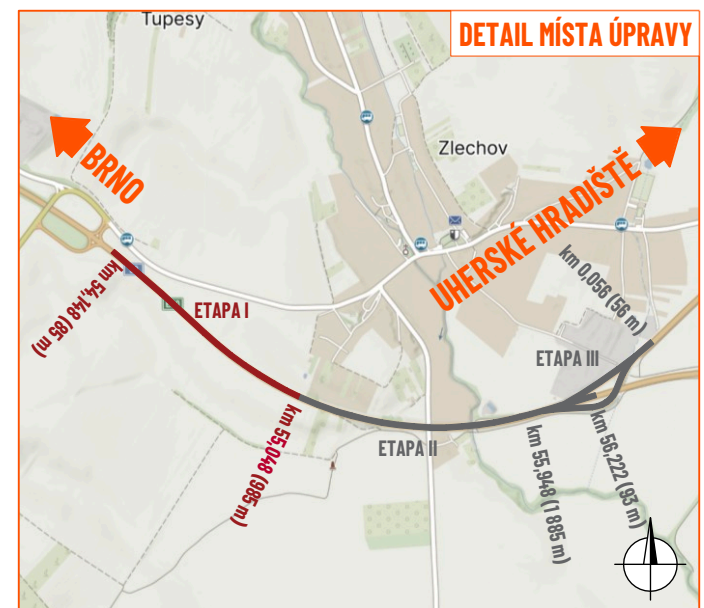 Tupesy
DETAIL MÍSTA ÚPRAVY
BRNO
Zlechov
UHERSKÉ HRADIŠTĚ
km 54,148 (85 m)
ETAPA I
km 0,056 (56 m)
ETAPA III
km 55,048 (985 m)
ETAPA II
km 55,948 (1 885 m)
km 56,222 (93 m)